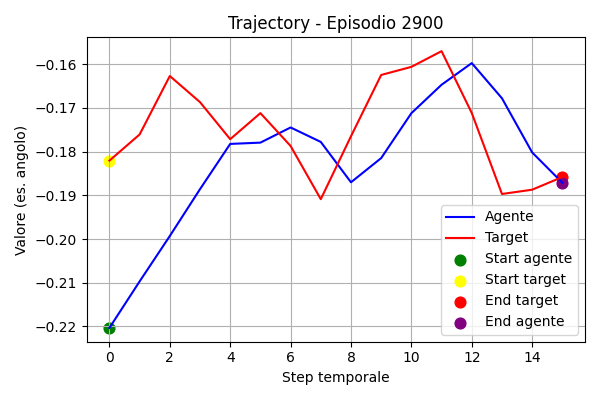 Trajectory - Episodio 2900
Valore (es. angolo)
−0.16
−0.17
−0.18
−0.19
−0.20
−0.21
−0.22
Agente
Target
Start agente
Start target
End target
End agente
0 2 4 6 8 10 12 14
Step temporale